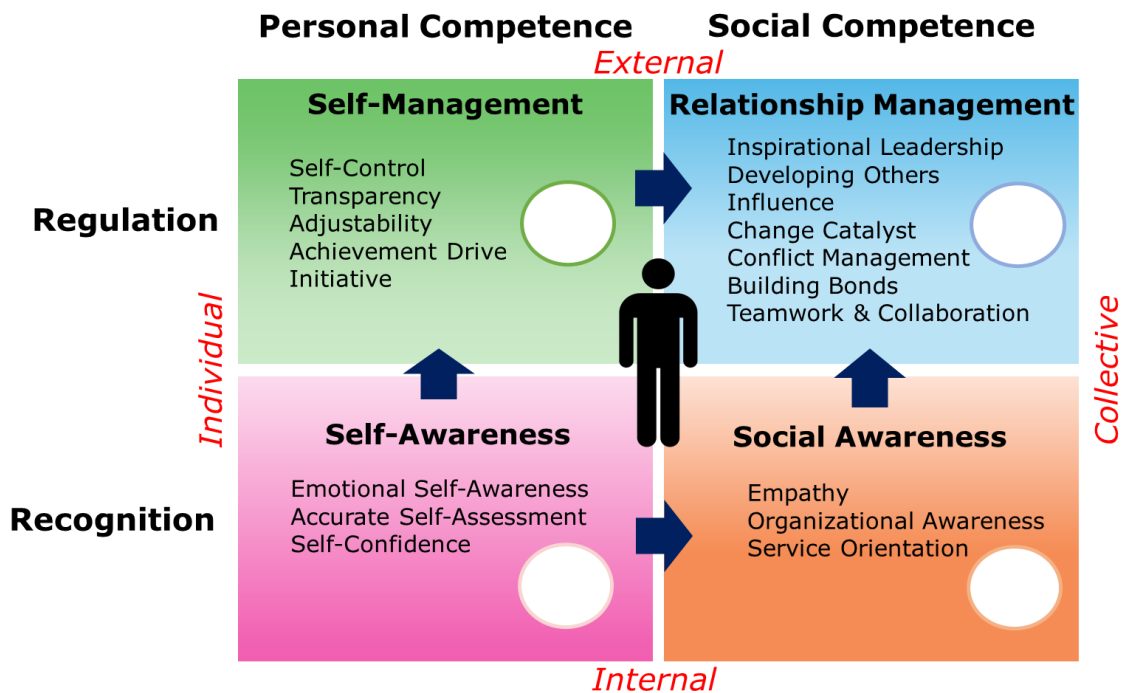 Personal Competence
Social Competence
External
Self-Management
Self-Control
Transparency
Adjustability
Achievement Drive
Initiative
Relationship Management
Inspirational Leadership
Developing Others
Influence
Change Catalyst
Conflict Management
Building Bonds
Teamwork & Collaboration
Regulation
Individual
Collective
Recognition
Self-Awareness
Emotional Self-Awareness
Accurate Self-Assessment
Self-Confidence
Social Awareness
Empathy
Organizational Awareness
Service Orientation
Internal